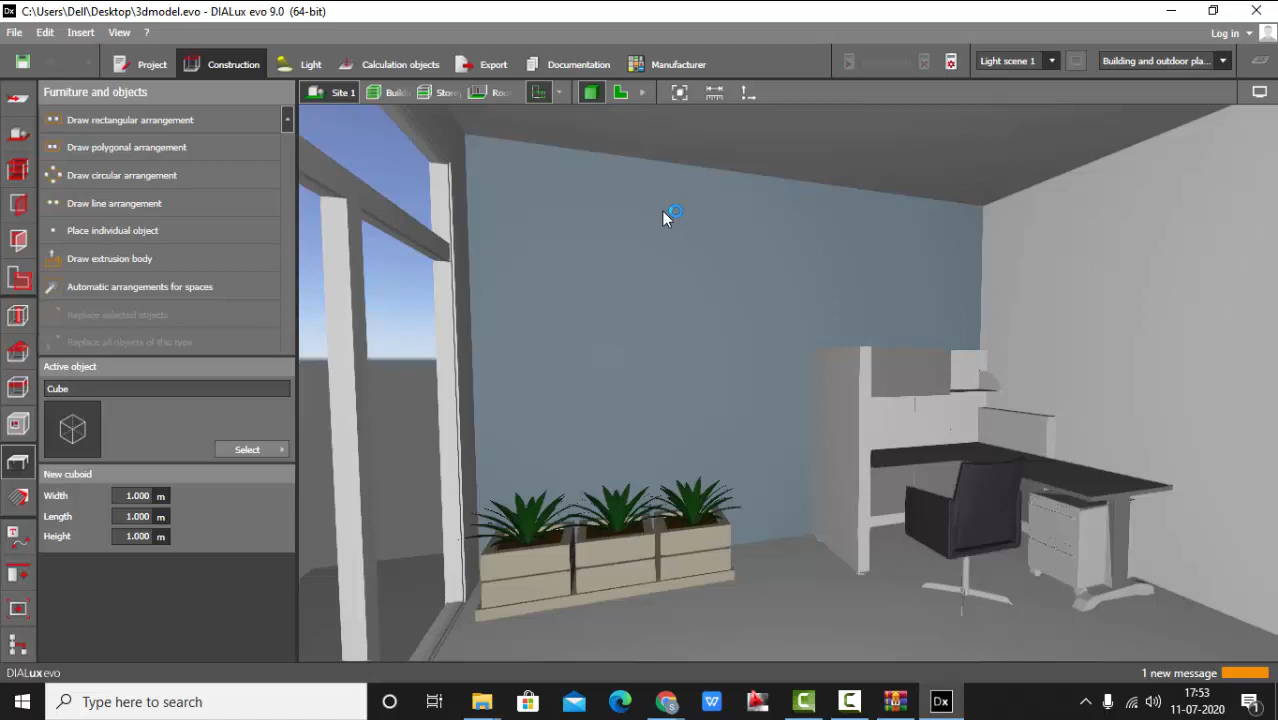 C:\Users\Dell\Desktop\3dmodel.evo - DIALux evo 9.0 (64-bit)
File Edit Insert View ?
Log in
Project Construction Light Calculation objects Export Documentation Manufacturer
Light scene 1 Building and outdoor pla...
Furniture and objects
Site 1
Draw rectangular arrangement
Draw polygonal arrangement
Draw circular arrangement
Draw line arrangement
Place individual object
Draw extrusion body
Automatic arrangements for spaces
Replace selected objects
Replace all objects of this type
Active object
Cube
Select
New cuboid
Width 1.000 m
Length 1.000 m
Height 1.000 m
DIALux evo
1 new message
Type here to search
17:53
11-07-2020